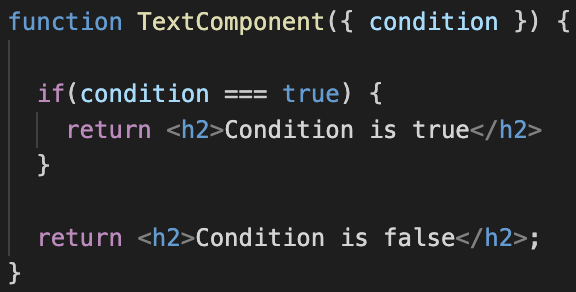 function TextComponent({ condition }) {
if(condition === true) {
return <h2>Condition is true</h2>
}
return <h2>Condition is false</h2>;
}